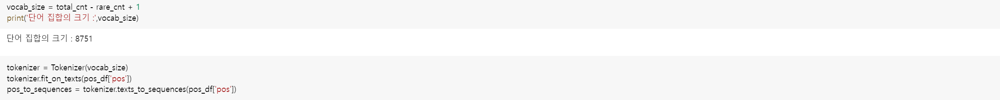 vocab_size = total_cnt - rare_cnt + 1
print('단어 집합의 크기 :',vocab_size)
단어 집합의 크기 : 8751
tokenizer = Tokenizer(vocab_size)
tokenizer.fit_on_texts(pos_df['pos'])
pos_to_sequences = tokenizer.texts_to_sequences(pos_df['pos'])